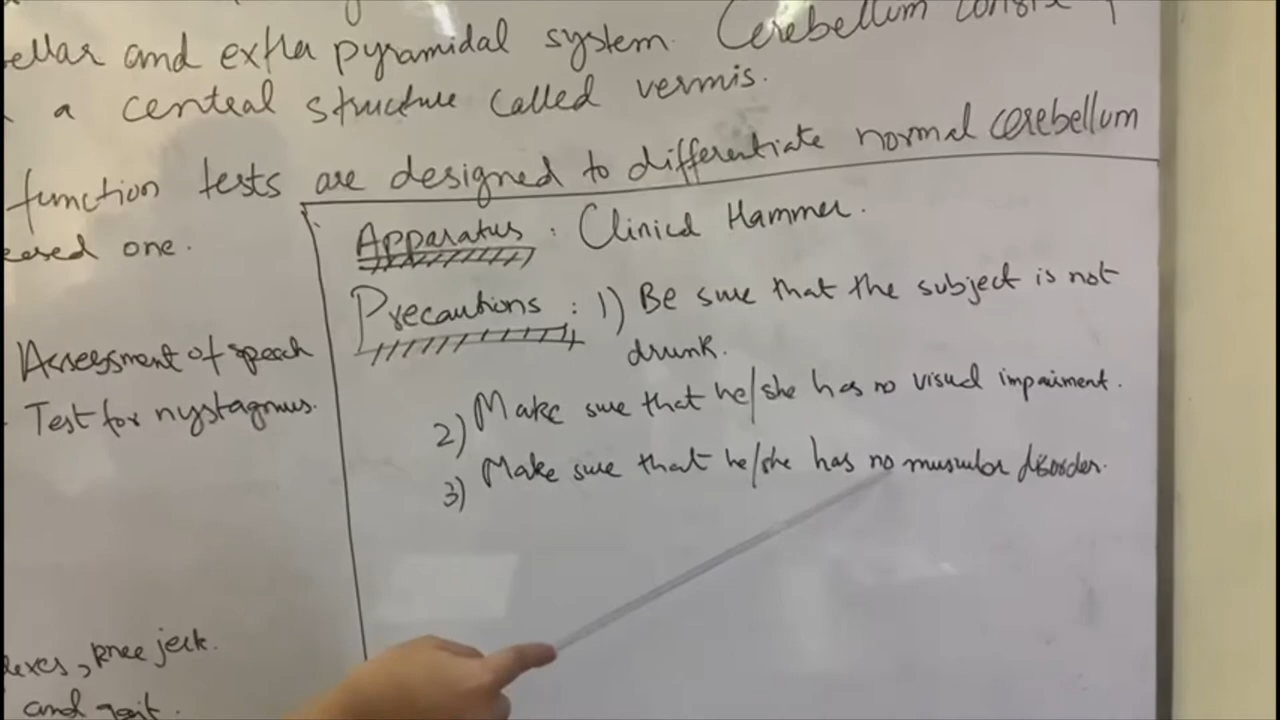 ellar and extra pyramidal system. Cerebellum
a central structure called vermis.
function tests are designed to differentiate normal cerebellum
eased one.
Apparatus : Clinical Hammer.
Precautions : 1) Be sure that the subject is not
drunk.
Assessment of speech
Test for nystagmus.
2) Make sure that he/she has no visual impairment.
3) Make sure that he/she has no muscular disorder.
lexes, knee jerk.
and gait.